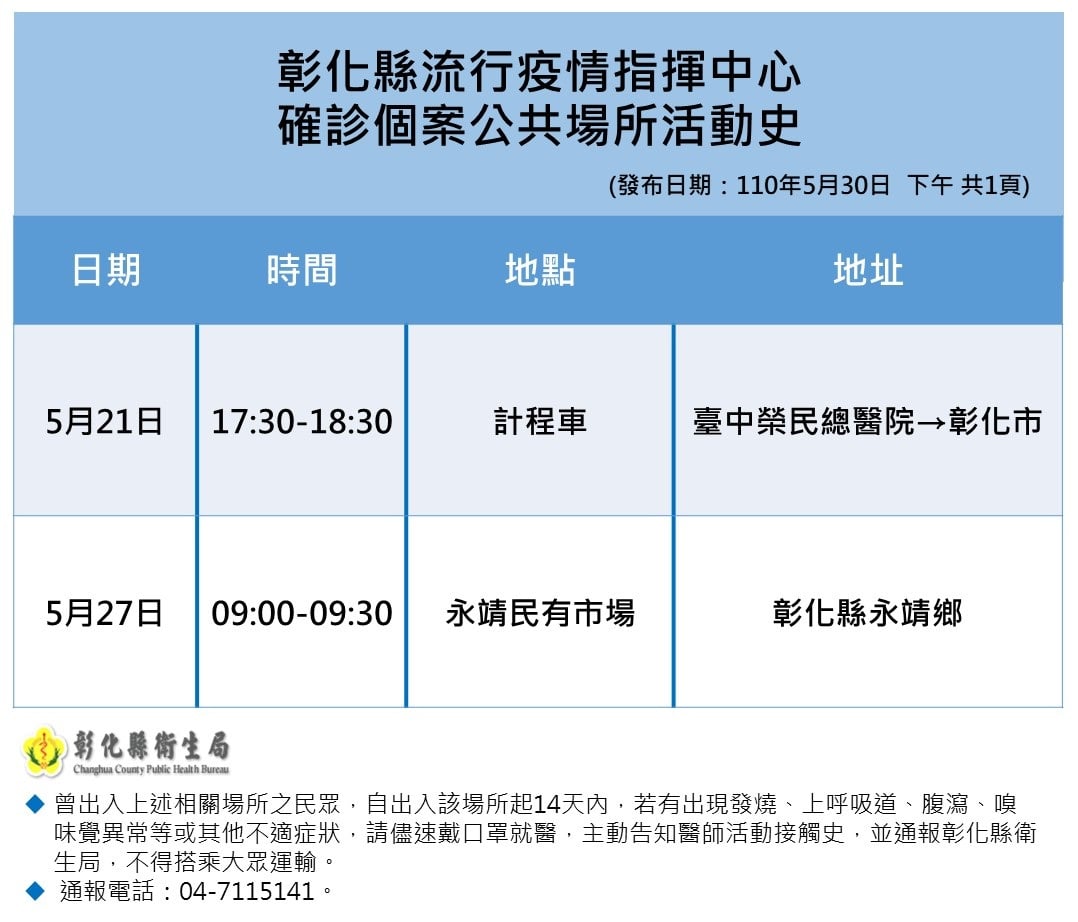 彰化縣流行疫情指揮中心
確診個案公共場所活動史
(發布日期：110年5月30日 下午 共1頁)
日期 時間 地點 地址
5月21日 17:30-18:30 計程車 臺中榮民總醫院→彰化市
5月27日 09:00-09:30 永靖民有市場 彰化縣永靖鄉
彰化縣衛生局
Changhua County Public Health Bureau
◆ 曾出入上述相關場所之民眾，自出入該場所起14天內，若有出現發燒、上呼吸道、腹瀉、嗅
味覺異常等或其他不適症狀，請儘速戴口罩就醫，主動告知醫師活動接觸史，並通報彰化縣衛
生局，不得搭乘大眾運輸。
◆ 通報電話：04-7115141。